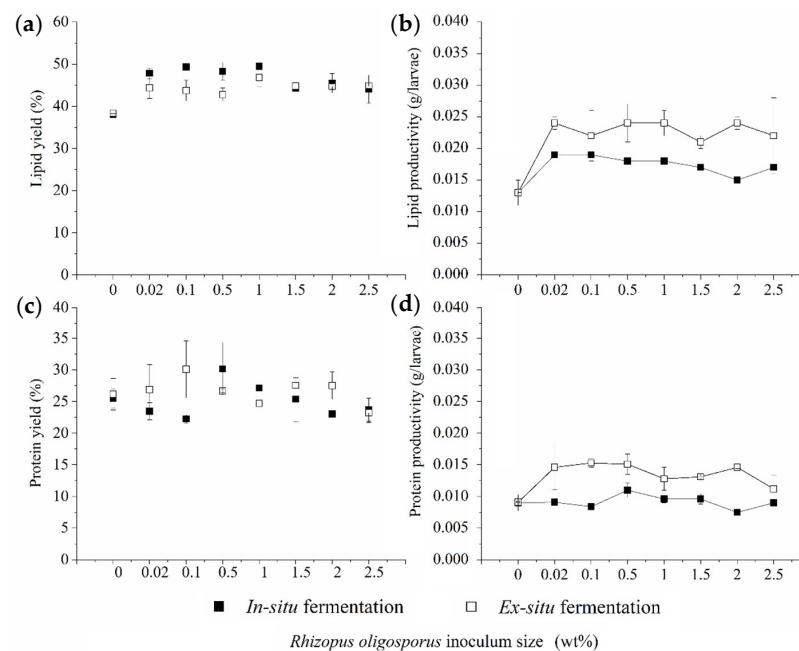 (a)
Lipid yield (%)
60
50
40
30
20
10
0
0 0.02 0.1 0.5 1 1.5 2 2.5
(b)
Lipid productivity (g/larvae)
0.040
0.035
0.030
0.025
0.020
0.015
0.010
0.005
0.000
0 0.02 0.1 0.5 1 1.5 2 2.5
(c)
Protein yield (%)
40
35
30
25
20
15
10
5
0
0 0.02 0.1 0.5 1 1.5 2 2.5
(d)
Protein productivity (g/larvae)
0.040
0.035
0.030
0.025
0.020
0.015
0.010
0.005
0.000
0 0.02 0.1 0.5 1 1.5 2 2.5
In-situ fermentation Ex-situ fermentation
Rhizopus oligosporus inoculum size (wt%)